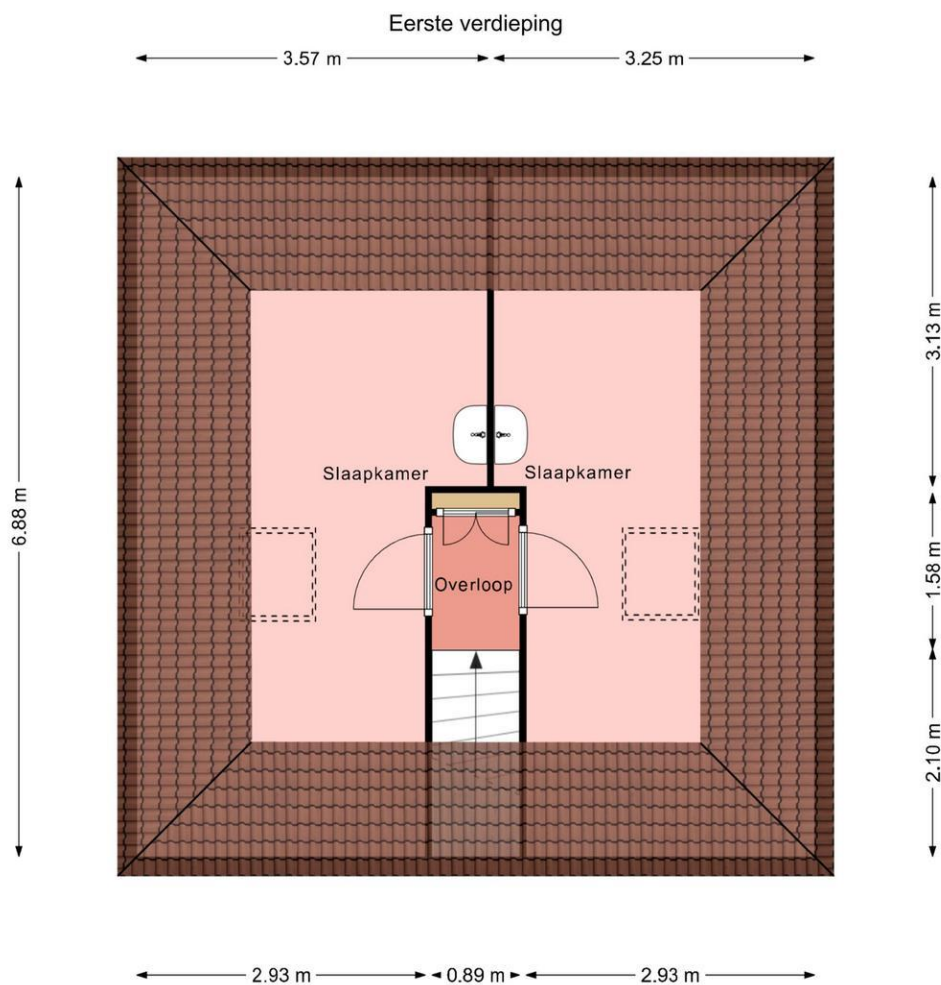 Eerste verdieping
3.57 m
3.25 m
6.88 m
3.13 m
Slaapkamer
Slaapkamer
Overloop
1.58 m
2.10 m
2.93 m
0.89 m
2.93 m